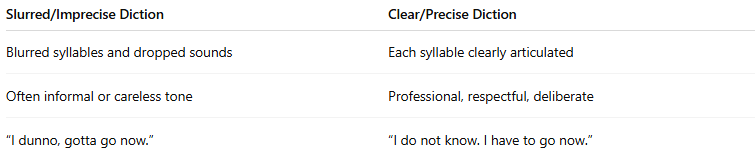 Slurred/Imprecise Diction Clear/Precise Diction
Blurred syllables and dropped sounds Each syllable clearly articulated
Often informal or careless tone Professional, respectful, deliberate
“I dunno, gotta go now.” “I do not know. I have to go now.”